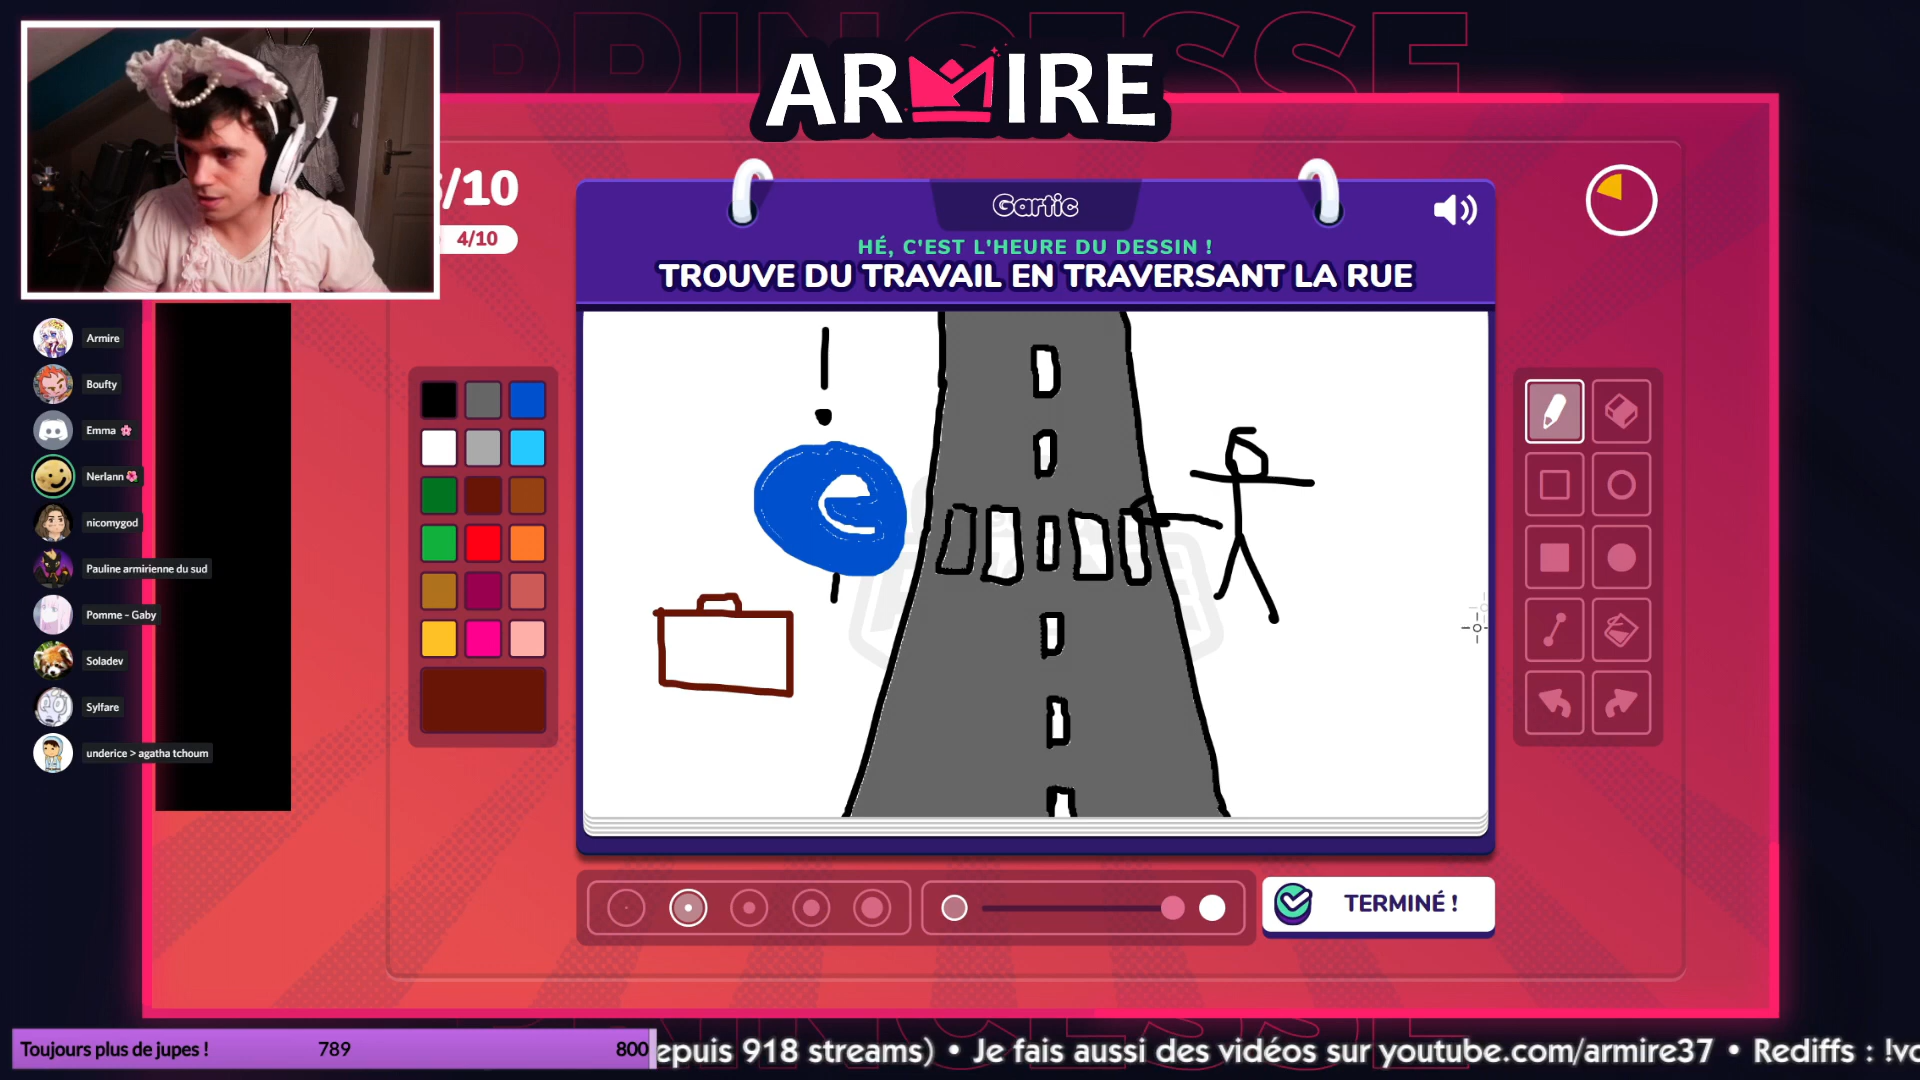 PRINCESSE
ARMIRE
/10
4/10
Gartic
HÉ, C'EST L'HEURE DU DESSIN !
TROUVE DU TRAVAIL EN TRAVERSANT LA RUE
Armire
Boufty
Emma 🌸
Nerlann 🌺
nicomygod
Pauline armirienne du sud
Pomme - Gaby
Soladev
Sylfare
underice > agatha tchoum
!
e
TERMINÉ !
Toujours plus de jupes !
789
800
epuis 918 streams) • Je fais aussi des vidéos sur youtube.com/armire37 • Rediffs : !vo